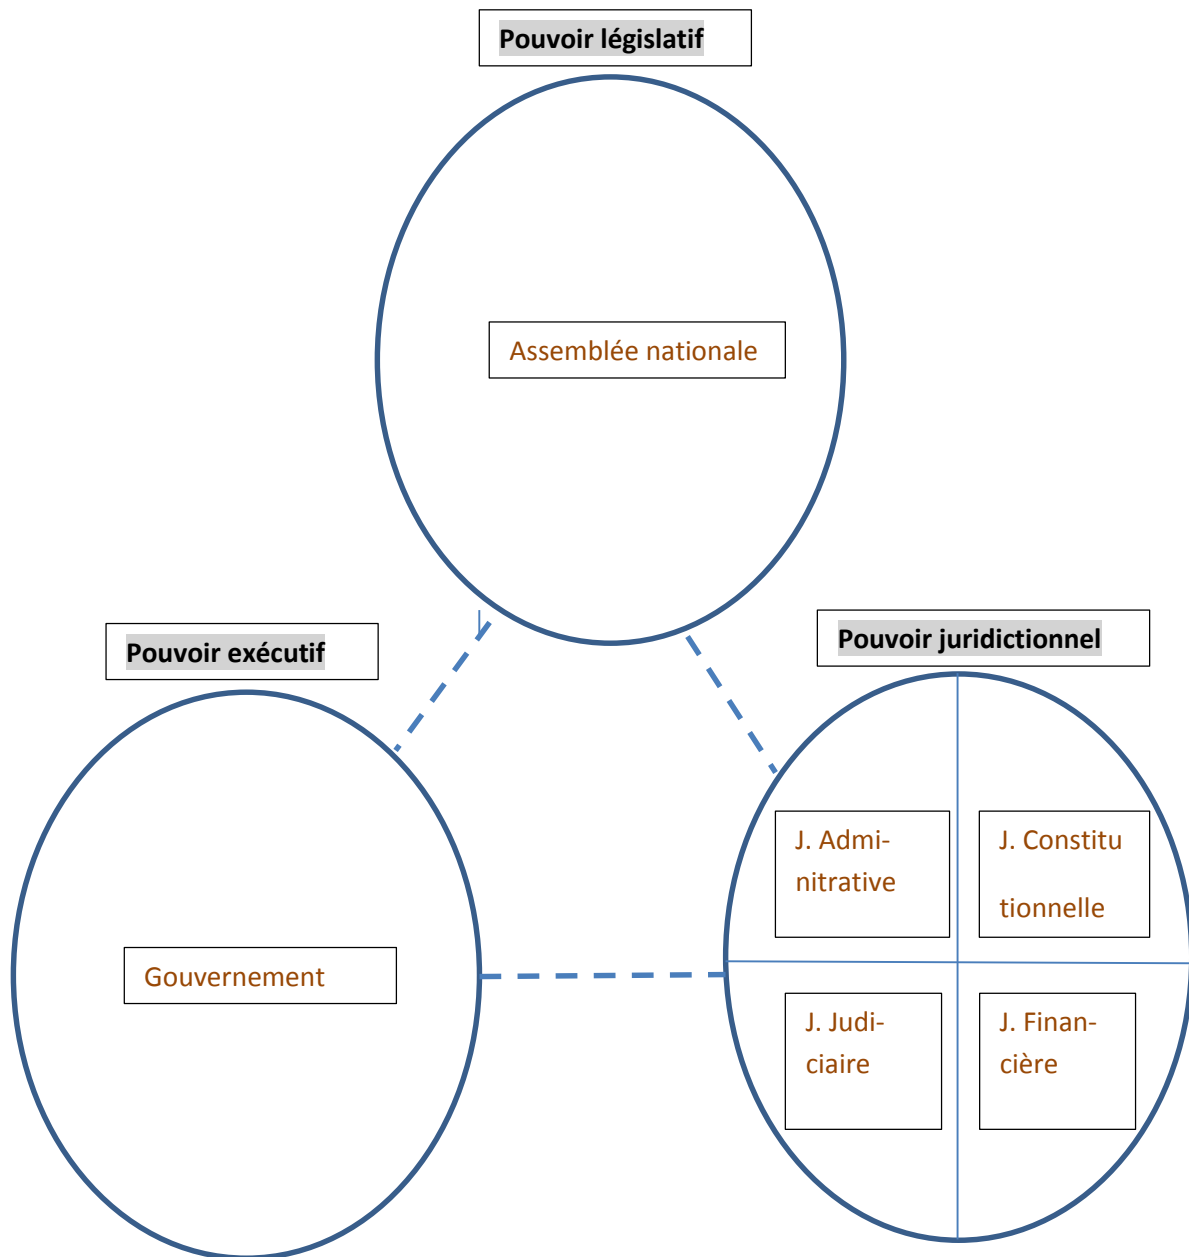 Pouvoir législatif
Assemblée nationale
Pouvoir exécutif
Pouvoir juridictionnel
J. Admi-
nitrative
J. Constitu
tionnelle
Gouvernement
J. Judi-
ciaire
J. Finan-
cière